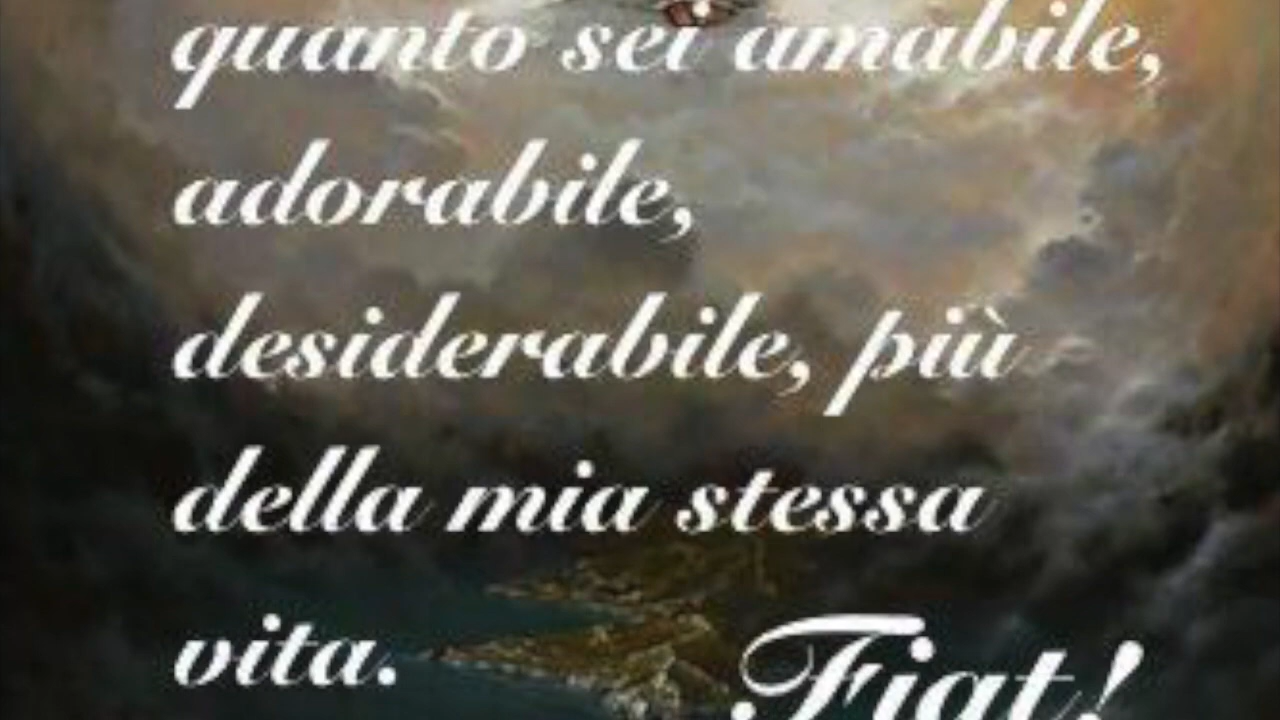 quanto sei amabile,
adorabile,
desiderabile, più
della mia stessa
vita.
Fiat!